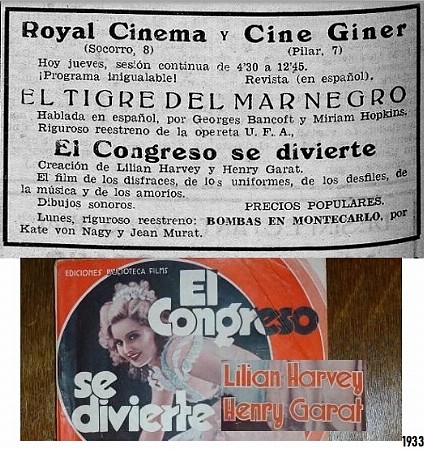 Royal Cinema Y Cine Giner
(Socorro, 8) (Pilar, 7)
Hoy jueves, sesión continua de 4'30 a 12'45.
¡Programa inigualable! Revista (en español).
EL TIGRE DEL MAR NEGRO
Hablada en español, por Georges Bancoft y Miriam Hopkins,
Riguroso reestreno de la opereta U. F. A.,
El Congreso se divierte
Creación de Lilian Harvey y Henry Garat.
El film de los disfraces, de los uniformes, de los desfiles, de
la música y de los amorios.
Dibujos sonoros. PRECIOS POPULARES.
Lunes, riguroso reestreno: BOMBAS EN MONTECARLO, por
Kate von Nagy y Jean Murat.
EDICIONES BIBLIOTECA FILMS
El
Congreso
se
divierte
Lilian Harvey
Henry Garat
1933